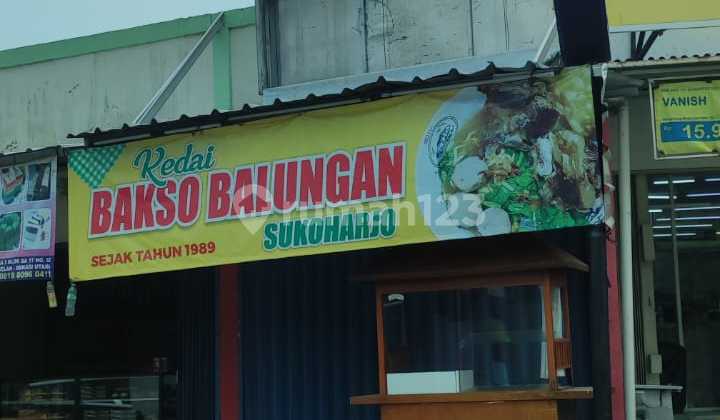 Kedai
BAKSO BALUNGAN
SUKOHARJO
SEJAK TAHUN 1989
rumah123
VANISH
15.9